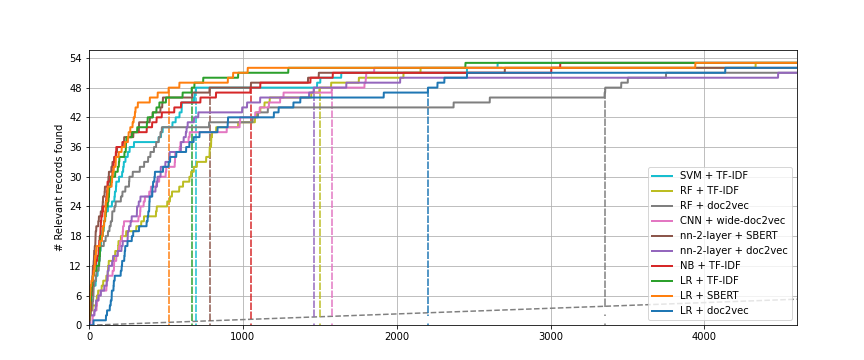 54
48
42
36
30
24
18
12
6
0
# Relevant records found
0
1000
2000
3000
4000
SVM + TF-IDF
RF + TF-IDF
RF + doc2vec
CNN + wide-doc2vec
nn-2-layer + SBERT
nn-2-layer + doc2vec
NB + TF-IDF
LR + TF-IDF
LR + SBERT
LR + doc2vec